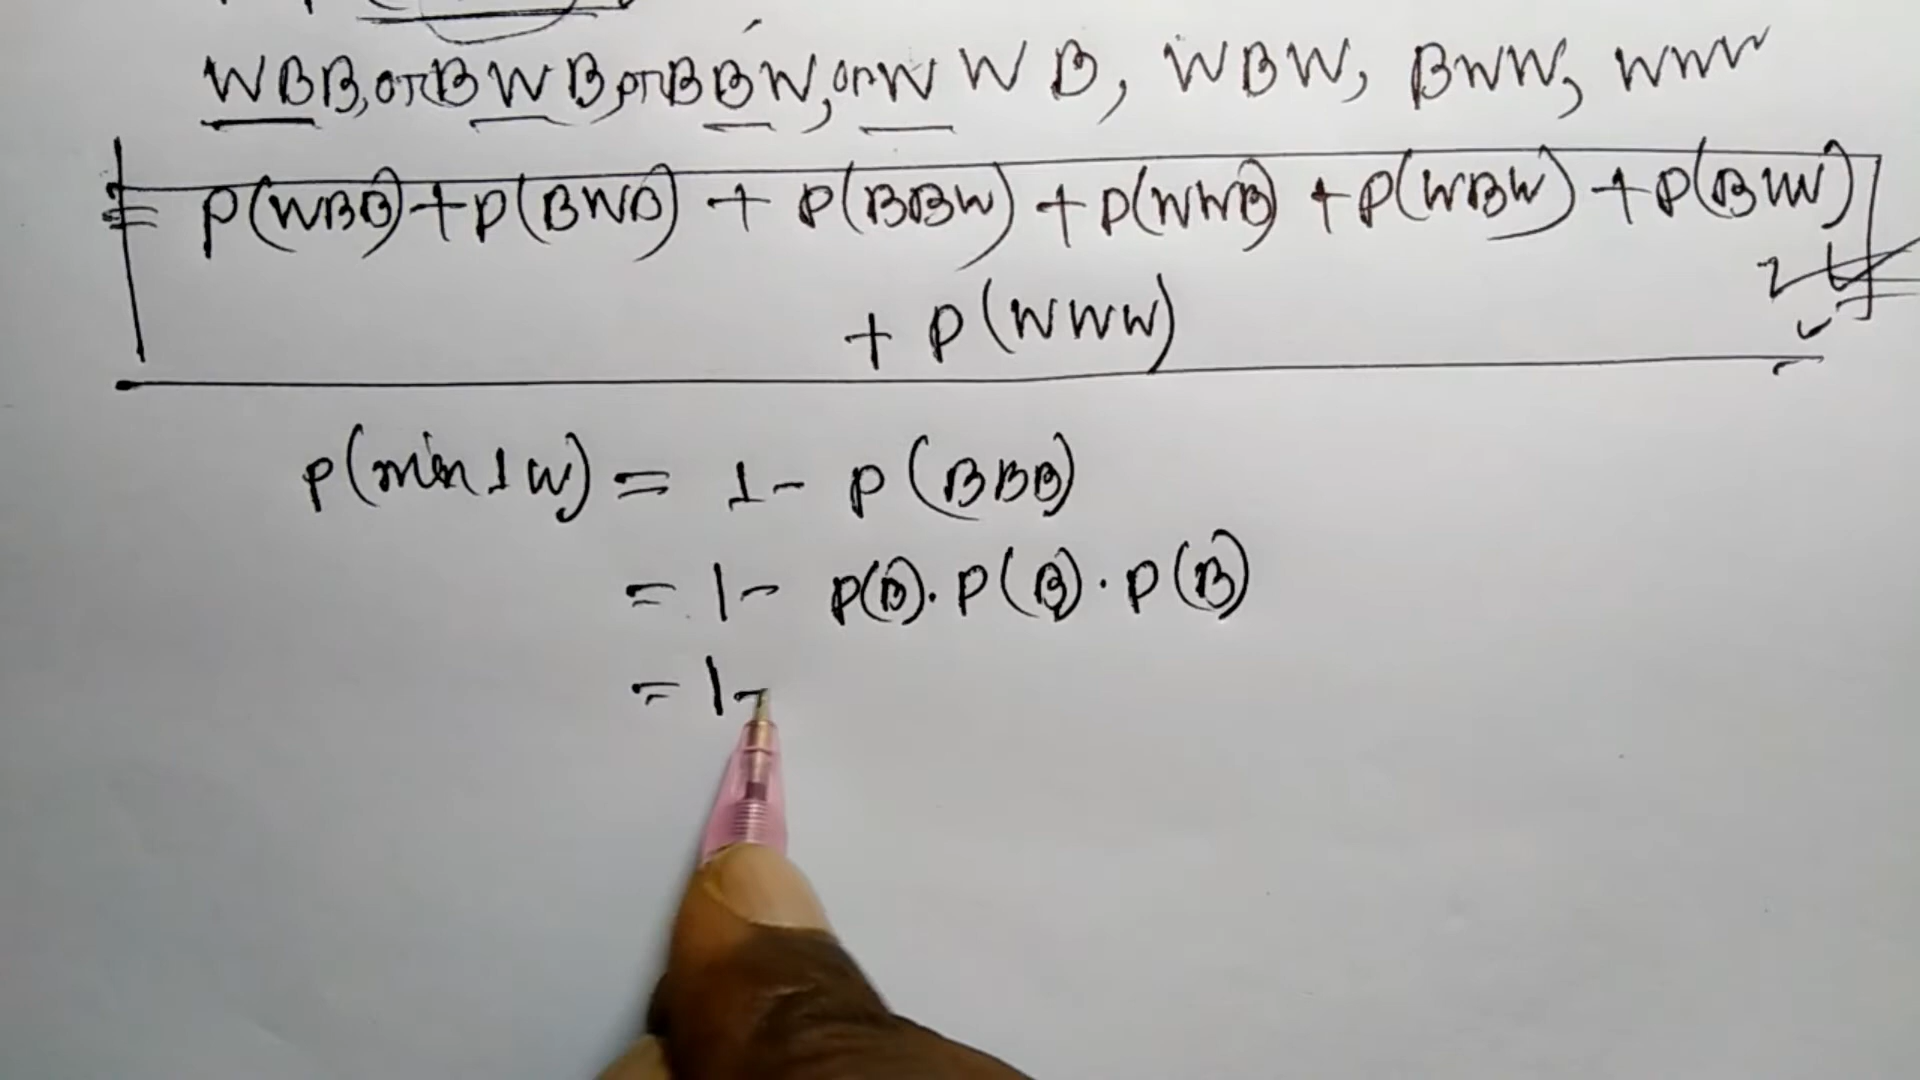 WBB, or BWB, or BBW, or WWB, WBW, BWW, WWW
= P(WBB) + P(BWB) + P(BBW) + P(WWB) + P(WBW) + P(BWW)
+ P(WWW)
P(min 1 W) = 1 - P(BBB)
= 1 - P(B) · P(B) · P(B)
= 1 -